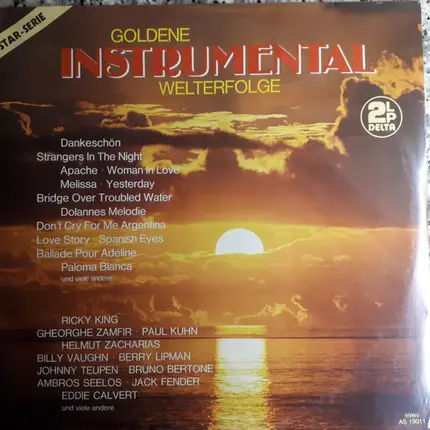 STAR-SERIE
GOLDENE
INSTRUMENTAL
WELTERFOLGE
2LP
DELTA
Dankeschön
Strangers In The Night
Apache · Woman In Love
Melissa · Yesterday
Bridge Over Troubled Water
Dolannes Melodie
Don't Cry For Me Argentina
Love Story · Spanish Eyes
Ballade Pour Adeline
Paloma Blanca
und viele andere
RICKY KING
GHEORGHE ZAMFIR · PAUL KUHN
HELMUT ZACHARIAS
BILLY VAUGHN · BERRY LIPMAN
JOHNNY TEUPEN · BRUNO BERTONE
AMBROS SEELOS · JACK FENDER
EDDIE CALVERT
und viele andere
STEREO
AS 19011